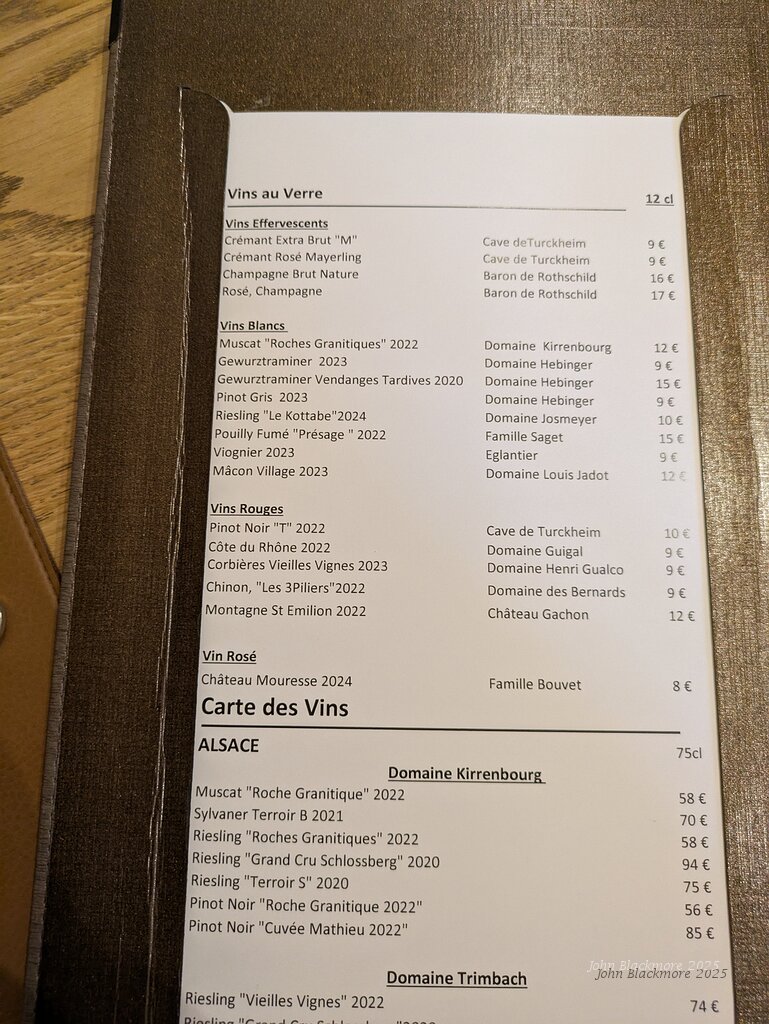 Vins au Verre 12 cl
Vins Effervescents
Crémant Extra Brut "M" Cave deTurckheim 9 €
Crémant Rosé Mayerling Cave de Turckheim 9 €
Champagne Brut Nature Baron de Rothschild 16 €
Rosé, Champagne Baron de Rothschild 17 €
Vins Blancs
Muscat "Roches Granitiques" 2022 Domaine Kirrenbourg 12 €
Gewurztraminer 2023 Domaine Hebinger 9 €
Gewurztraminer Vendanges Tardives 2020 Domaine Hebinger 15 €
Pinot Gris 2023 Domaine Hebinger 9 €
Riesling "Le Kottabe"2024 Domaine Josmeyer 10 €
Pouilly Fumé "Présage " 2022 Famille Saget 15 €
Viognier 2023 Eglantier 9 €
Mâcon Village 2023 Domaine Louis Jadot 12 €
Vins Rouges
Pinot Noir "T" 2022 Cave de Turckheim 10 €
Côte du Rhône 2022 Domaine Guigal 9 €
Corbières Vieilles Vignes 2023 Domaine Henri Gualco 9 €
Chinon, "Les 3Piliers"2022 Domaine des Bernards 9 €
Montagne St Emilion 2022 Château Gachon 12 €
Vin Rosé
Château Mouresse 2024 Famille Bouvet 8 €
Carte des Vins
ALSACE 75cl
Domaine Kirrenbourg
Muscat "Roche Granitique" 2022 58 €
Sylvaner Terroir B 2021 70 €
Riesling "Roches Granitiques" 2022 58 €
Riesling "Grand Cru Schlossberg" 2020 94 €
Riesling "Terroir S" 2020 75 €
Pinot Noir "Roche Granitique 2022" 56 €
Pinot Noir "Cuvée Mathieu 2022" 85 €
Domaine Trimbach
Riesling "Vieilles Vignes" 2022 74 €
John Blackmore 2025
John Blackmore 2025